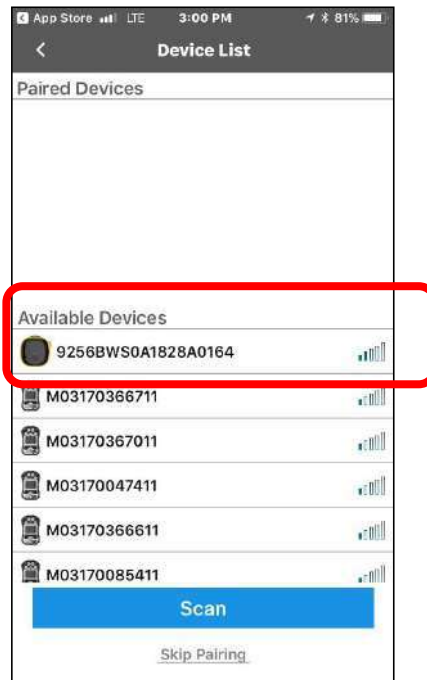 App Store LTE 3:00 PM 81%
Device List
Paired Devices
Available Devices
9256BWS0A1828A0164
M03170366711
M03170367011
M03170047411
M03170366611
M03170085411
Scan
Skip Pairing